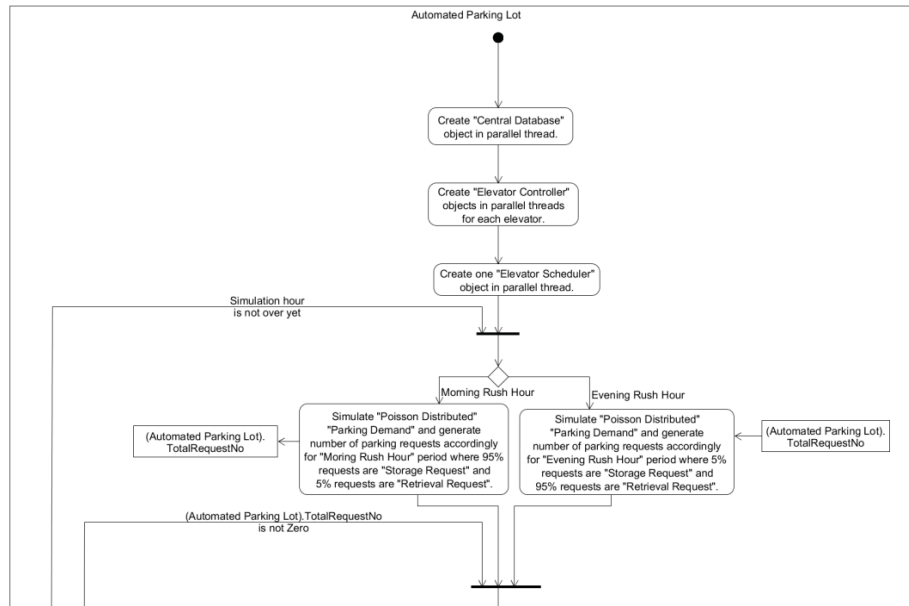 Automated Parking Lot
Create "Central Database"
object in parallel thread.
Create "Elevator Controller"
objects in parallel threads
for each elevator.
Create one "Elevator Scheduler"
object in parallel thread.
Simulation hour
is not over yet
Morning Rush Hour
Evening Rush Hour
(Automated Parking Lot).
TotalRequestNo
Simulate "Poisson Distributed"
"Parking Demand" and generate
number of parking requests accordingly
for "Moring Rush Hour" period where 95%
requests are "Storage Request" and
5% requests are "Retrieval Request".
Simulate "Poisson Distributed"
"Parking Demand" and generate
number of parking requests accordingly
for "Evening Rush Hour" period where 5%
requests are "Storage Request" and
95% requests are "Retrieval Request".
(Automated Parking Lot).
TotalRequestNo
(Automated Parking Lot).TotalRequestNo
is not Zero